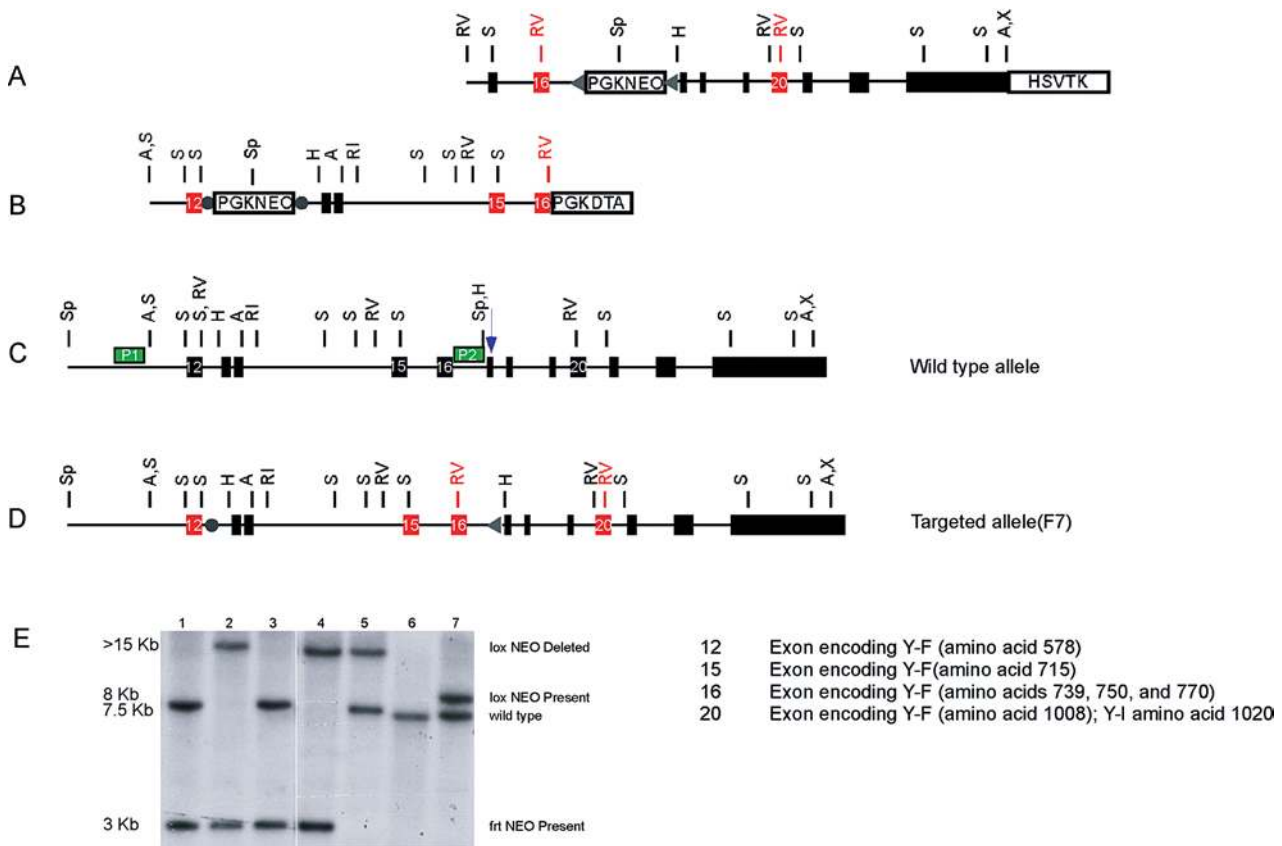 RV S RV Sp H RV RV S S S A,X
A 16 PGKNEO 20 HSVTK
A,S S S Sp H A RI S S RV S RV
B 12 PGKNEO 15 16 PGKDTA
Sp A,S S S, RV H A RI S S RV S Sp,H RV S S S A,X
P1 P2
C 12 15 16 20 Wild type allele
Sp A,S S S H A RI S S RV S RV H RV RV S S S A,X
D 12 15 16 20 Targeted allele(F7)
E 1 2 3 4 5 6 7
>15 Kb lox NEO Deleted
8 Kb lox NEO Present
7.5 Kb wild type
3 Kb frt NEO Present
12 Exon encoding Y-F (amino acid 578)
15 Exon encoding Y-F(amino acid 715)
16 Exon encoding Y-F (amino acids 739, 750, and 770)
20 Exon encoding Y-F (amino acid 1008); Y-I amino acid 1020